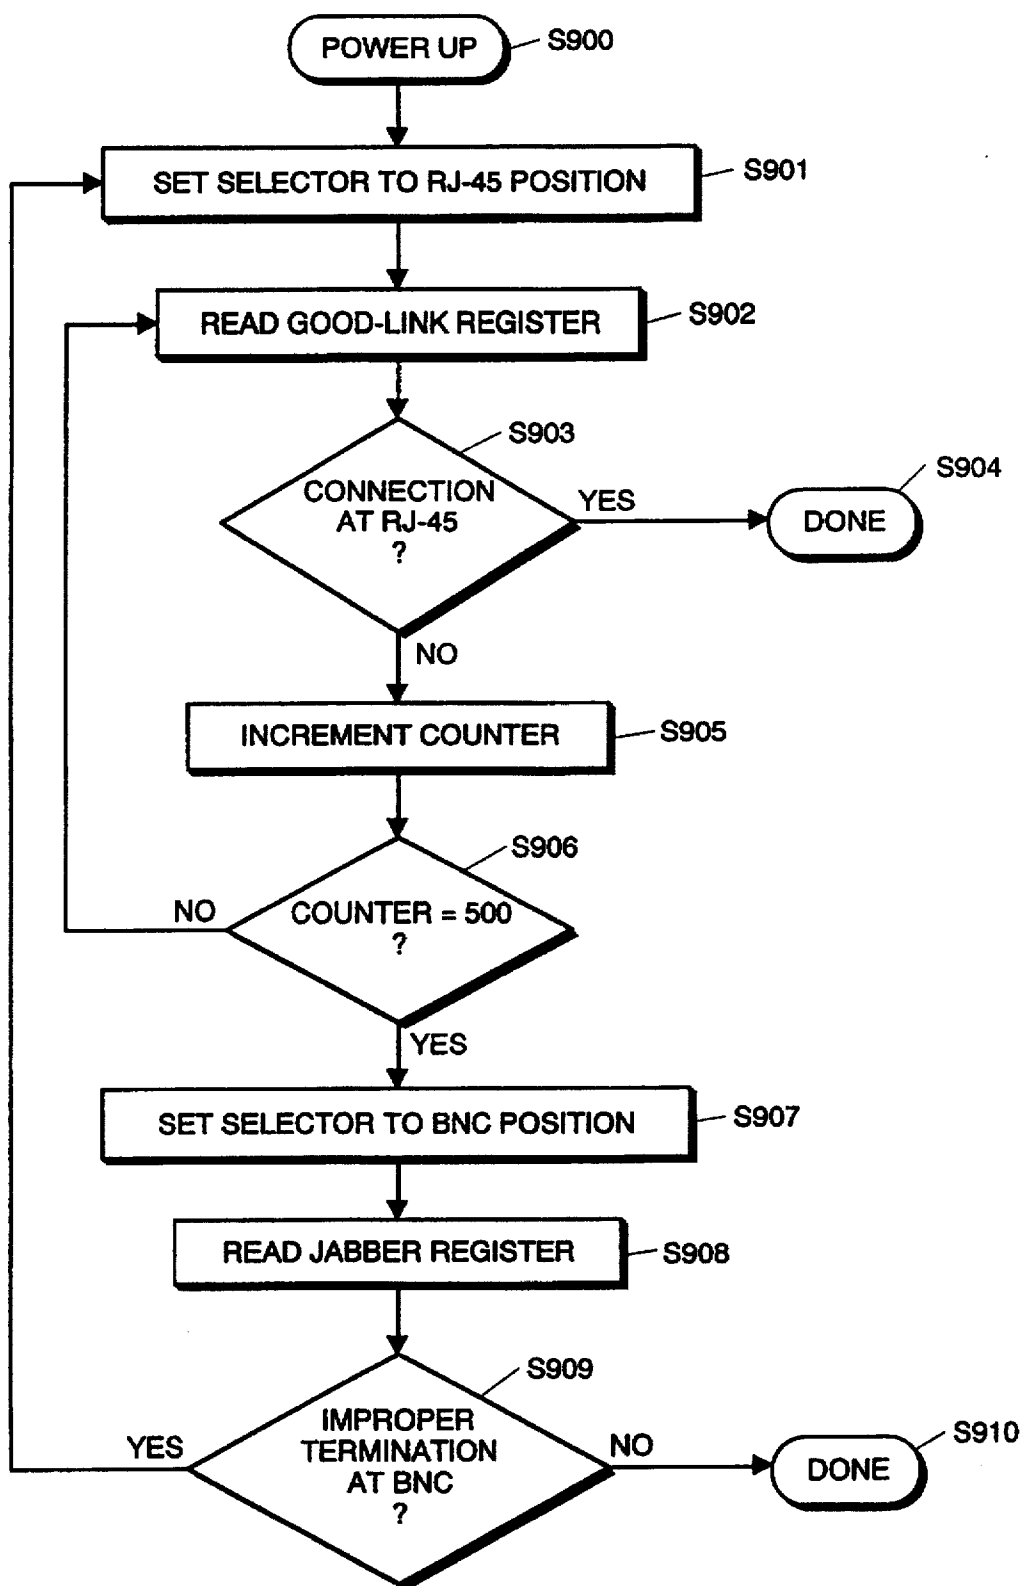 POWER UP
S900
SET SELECTOR TO RJ-45 POSITION
S901
READ GOOD-LINK REGISTER
S902
S903
CONNECTION
AT RJ-45
?
YES
S904
DONE
NO
INCREMENT COUNTER
S905
S906
NO
COUNTER = 500
?
YES
SET SELECTOR TO BNC POSITION
S907
READ JABBER REGISTER
S908
S909
YES
IMPROPER
TERMINATION
AT BNC
?
NO
S910
DONE